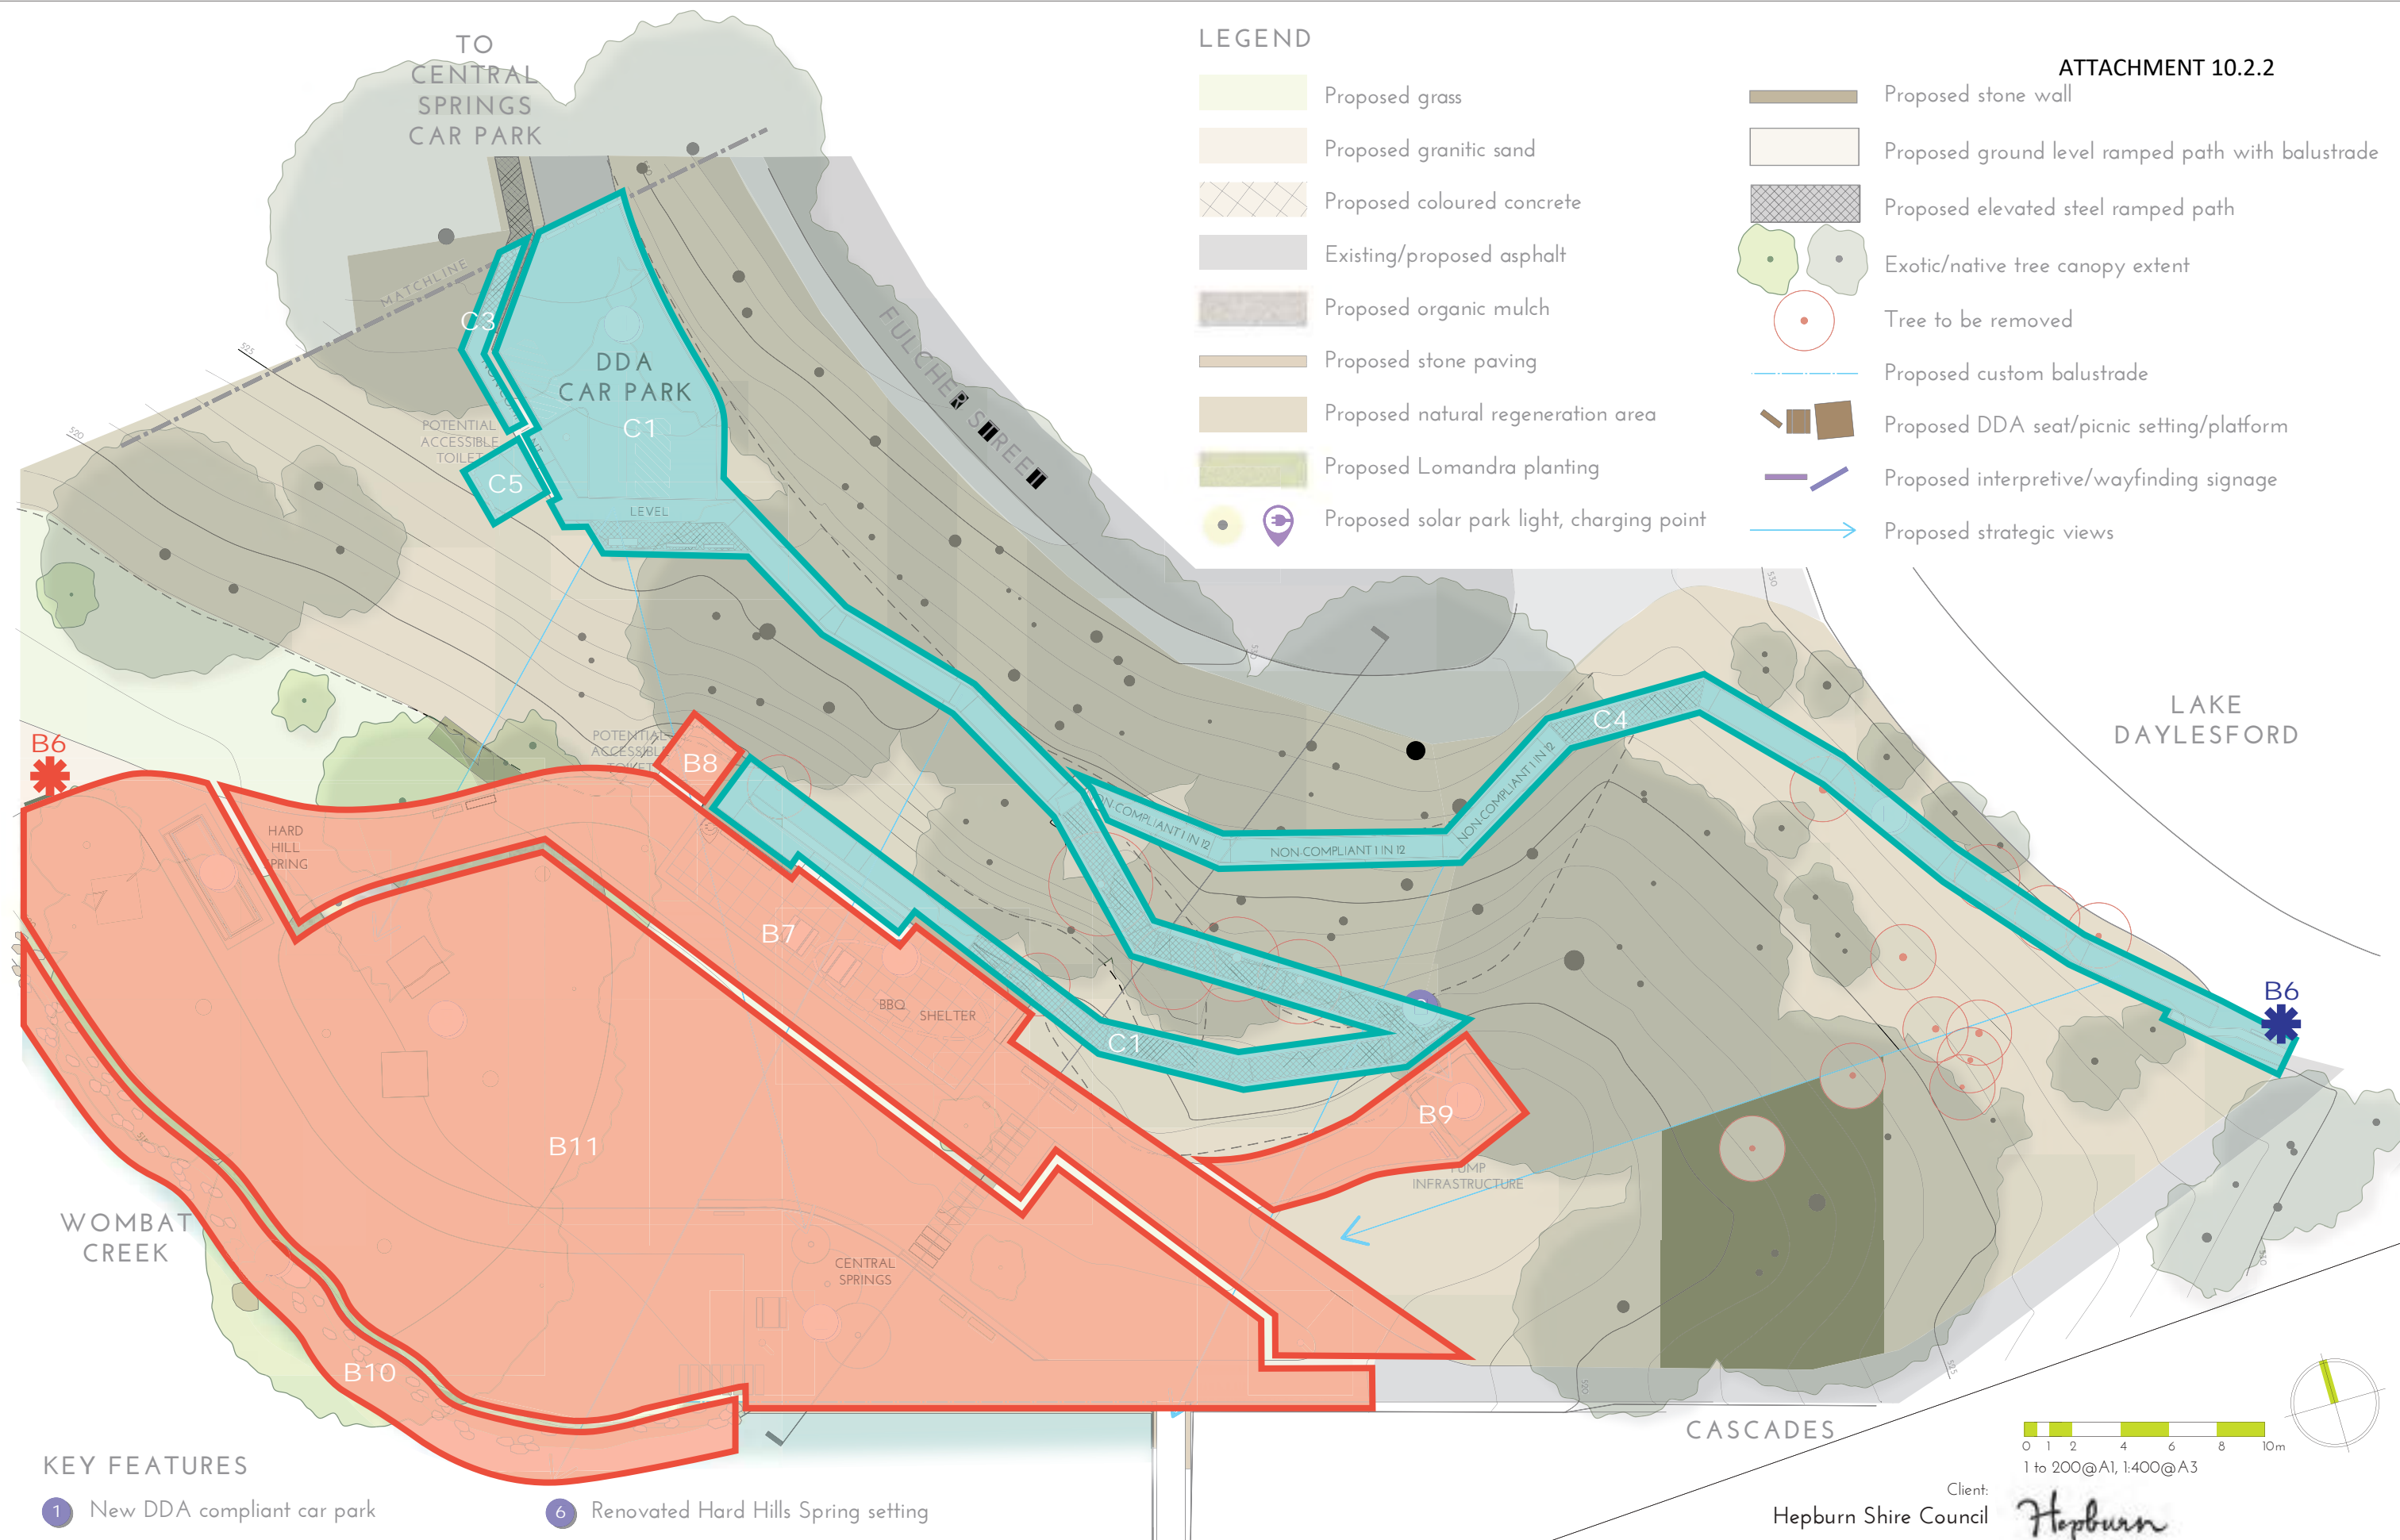 TO
CENTRAL
SPRINGS
CAR PARK
LEGEND
ATTACHMENT 10.2.2
Proposed grass
Proposed granitic sand
Proposed coloured concrete
Existing/proposed asphalt
Proposed organic mulch
Proposed stone paving
Proposed natural regeneration area
Proposed Lomandra planting
Proposed solar park light, charging point
Proposed stone wall
Proposed ground level ramped path with balustrade
Proposed elevated steel ramped path
Exotic/native tree canopy extent
Tree to be removed
Proposed custom balustrade
Proposed DDA seat/picnic setting/platform
Proposed interpretive/wayfinding signage
Proposed strategic views
MATCHLINE
525
520
C3
DDA
CAR PARK
C1
POTENTIAL
ACCESSIBLE
TOILET
C5
LEVEL
FULCHER STREET
530
LAKE
DAYLESFORD
C4
NON-COMPLIANT 1 IN 12
NON-COMPLIANT 1 IN 12
NON-COMPLIANT 1 IN 12
B6
POTENTIAL
ACCESSIBLE
TOILET
B8
HARD
HILL
SPRING
B7
BBQ
SHELTER
C1
B6
B9
PUMP
INFRASTRUCTURE
B11
WOMBAT
CREEK
CENTRAL
SPRINGS
B10
525
CASCADES
0 1 2 4 6 8 10m
1 to 200@A1, 1:400@A3
KEY FEATURES
1 New DDA compliant car park
6 Renovated Hard Hills Spring setting
Client:
Hepburn Shire Council
Hepburn